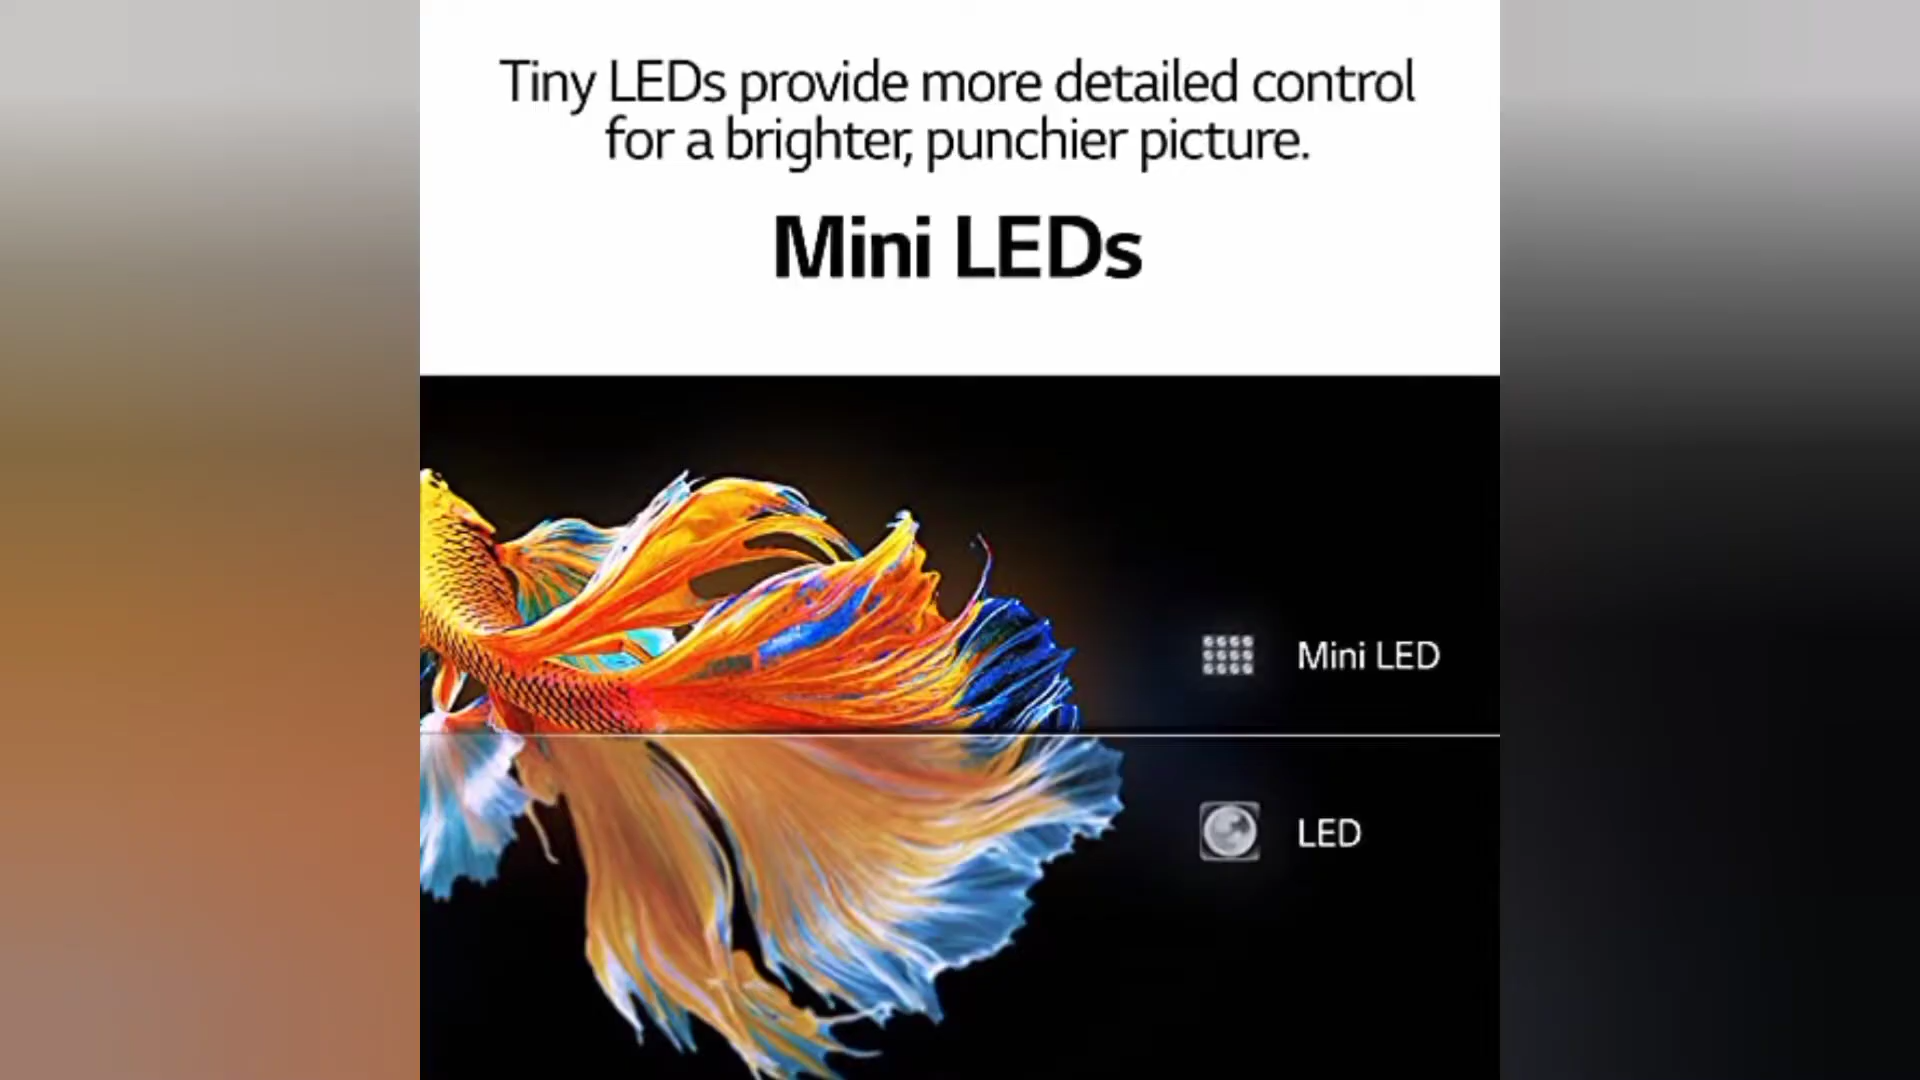 Tiny LEDs provide more detailed control
for a brighter, punchier picture.
Mini LEDs
Mini LED
LED